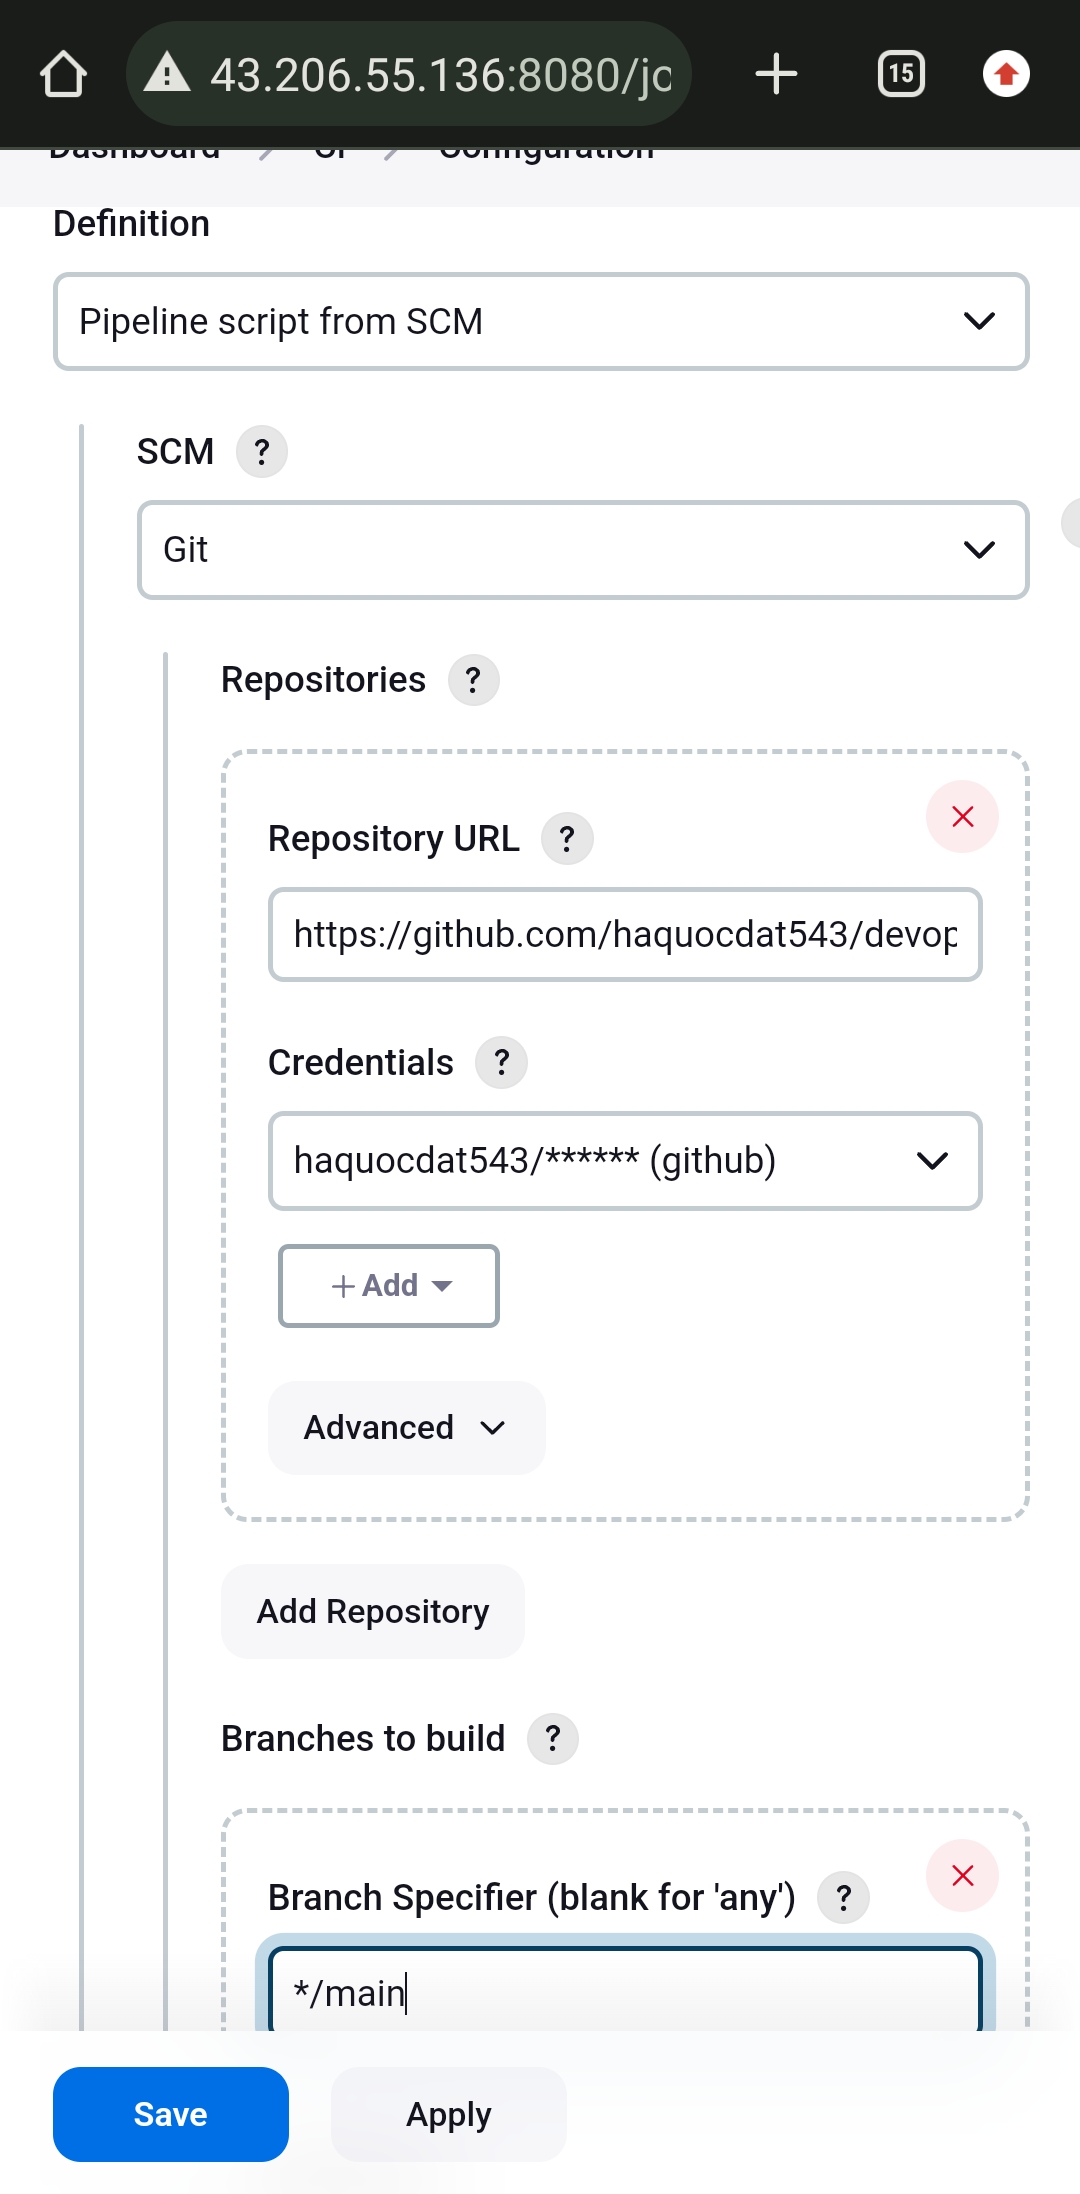 43.206.55.136:8080/jo
15
Dashboard CI Configuration
Definition
Pipeline script from SCM
SCM ?
Git
Repositories ?
Repository URL ?
https://github.com/haquocdat543/devop
Credentials ?
haquocdat543/****** (github)
+ Add
Advanced
Add Repository
Branches to build ?
Branch Specifier (blank for 'any') ?
*/main
Save Apply